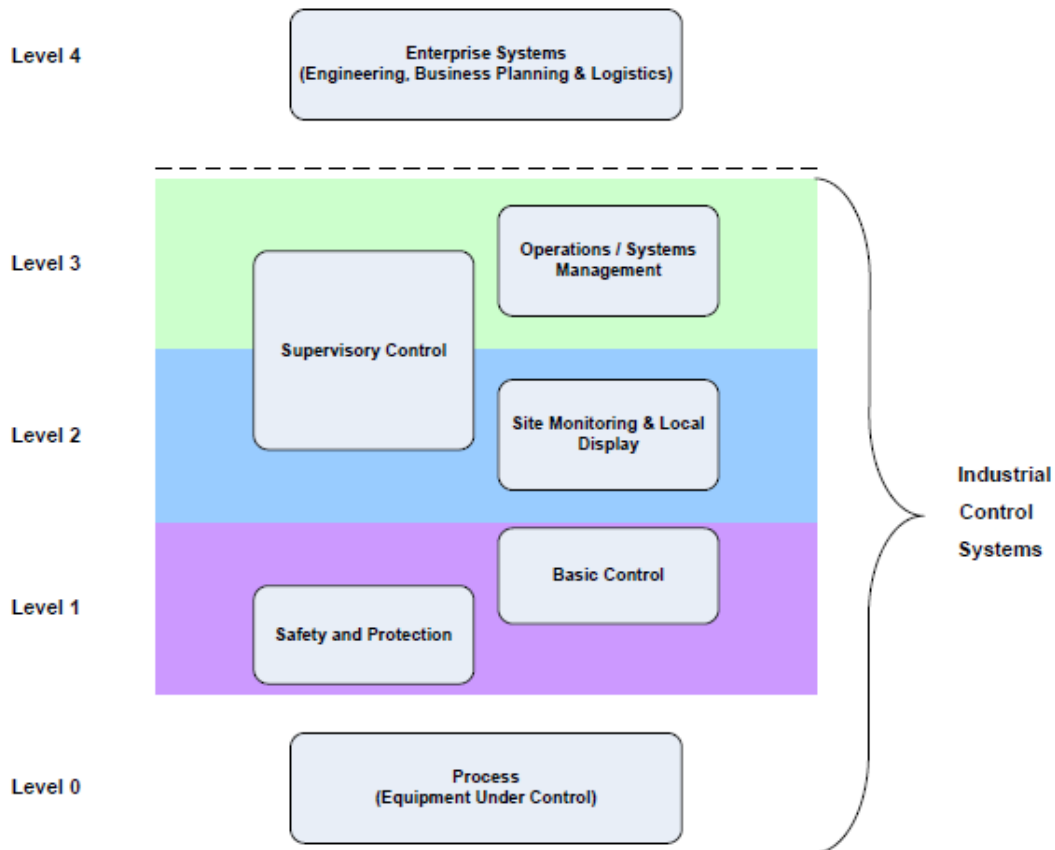 Level 4
Enterprise Systems
(Engineering, Business Planning & Logistics)
Level 3
Operations / Systems
Management
Supervisory Control
Level 2
Site Monitoring & Local
Display
Industrial
Control
Systems
Basic Control
Level 1
Safety and Protection
Level 0
Process
(Equipment Under Control)